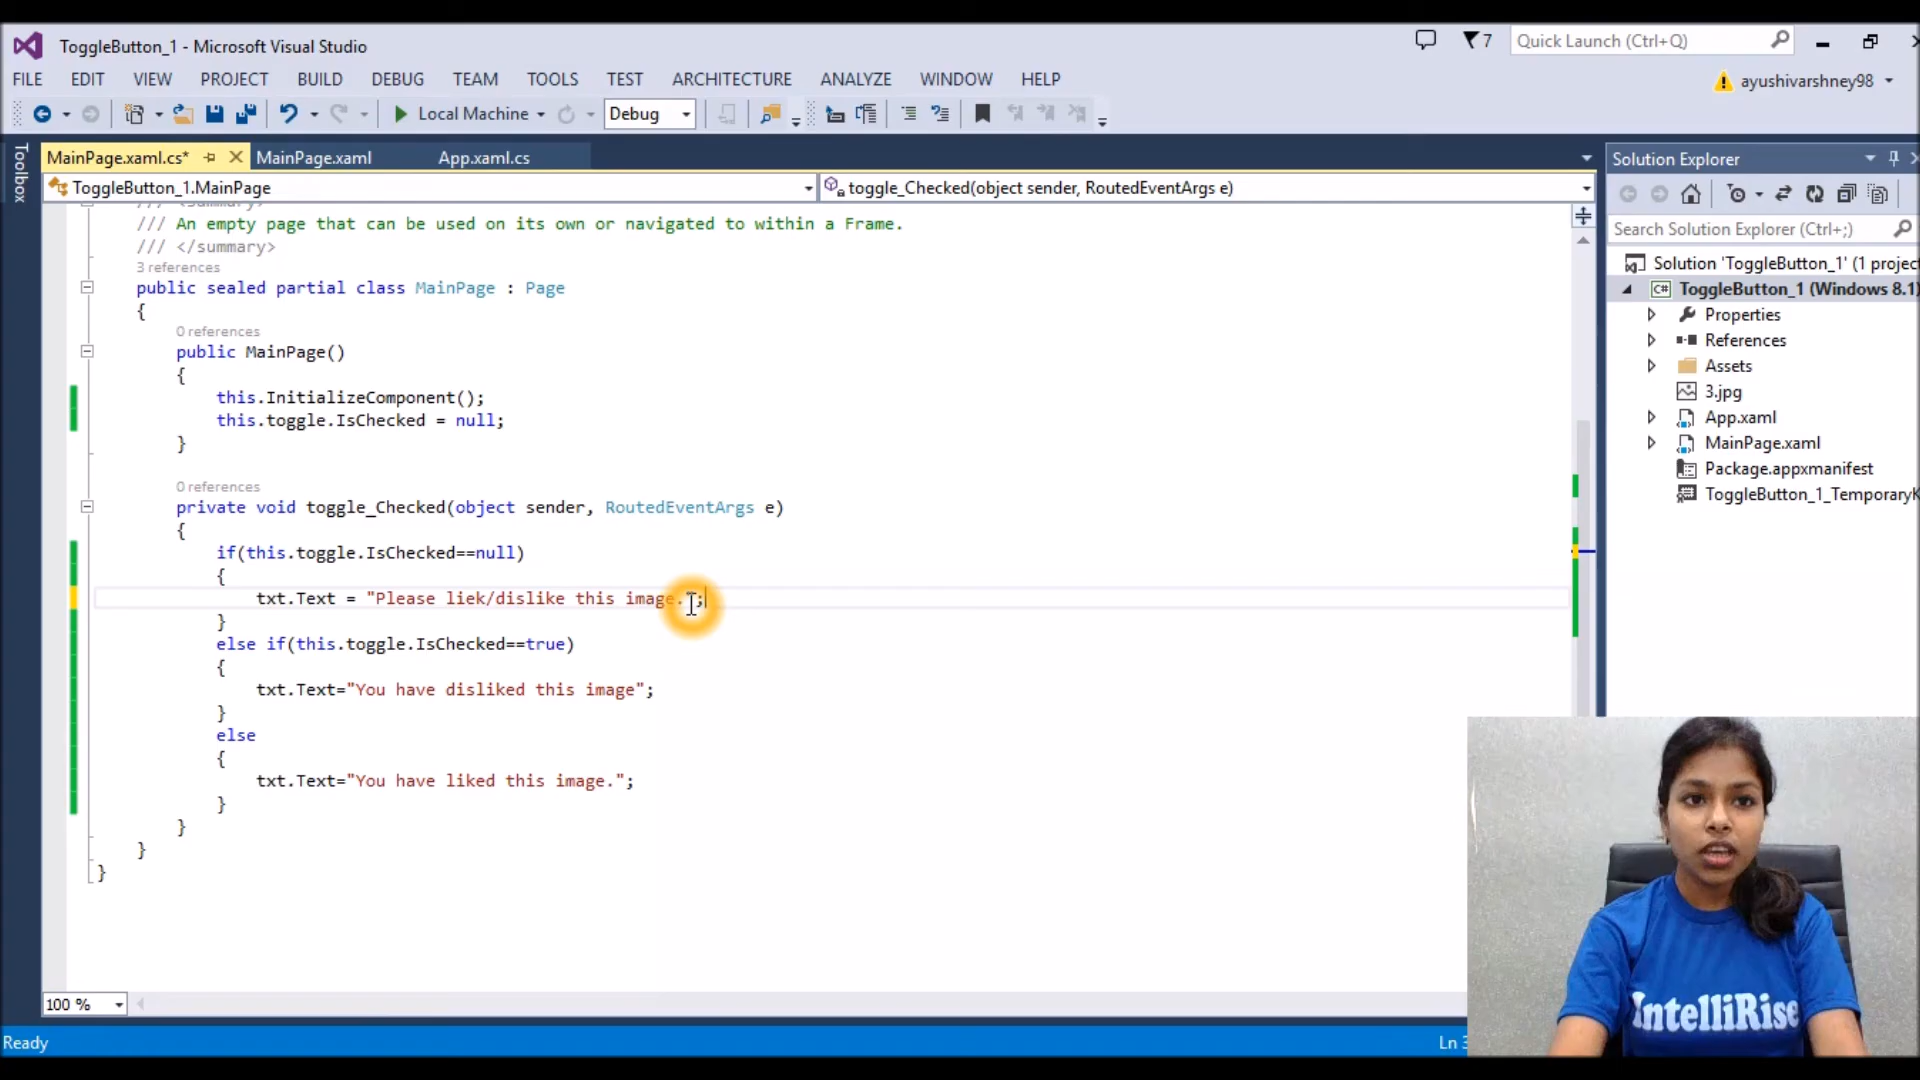 ToggleButton_1 - Microsoft Visual Studio
7
Quick Launch (Ctrl+Q)
FILE EDIT VIEW PROJECT BUILD DEBUG TEAM TOOLS TEST ARCHITECTURE ANALYZE WINDOW HELP
ayushivarshney98
Local Machine
Debug
Toolbox
MainPage.xaml.cs*
MainPage.xaml
App.xaml.cs
ToggleButton_1.MainPage
toggle_Checked(object sender, RoutedEventArgs e)
/// <summary>
/// An empty page that can be used on its own or navigated to within a Frame.
/// </summary>
3 references
public sealed partial class MainPage : Page
{
0 references
public MainPage()
{
this.InitializeComponent();
this.toggle.IsChecked = null;
}
0 references
private void toggle_Checked(object sender, RoutedEventArgs e)
{
if(this.toggle.IsChecked==null)
{
txt.Text = "Please liek/dislike this image.";
}
else if(this.toggle.IsChecked==true)
{
txt.Text="You have disliked this image";
}
else
{
txt.Text="You have liked this image.";
}
}
}
}
100 %
Ready
Ln 3
Solution Explorer
Search Solution Explorer (Ctrl+;)
Solution 'ToggleButton_1' (1 project
C# ToggleButton_1 (Windows 8.1)
Properties
References
Assets
3.jpg
App.xaml
MainPage.xaml
Package.appxmanifest
ToggleButton_1_TemporaryK
IntelliRise